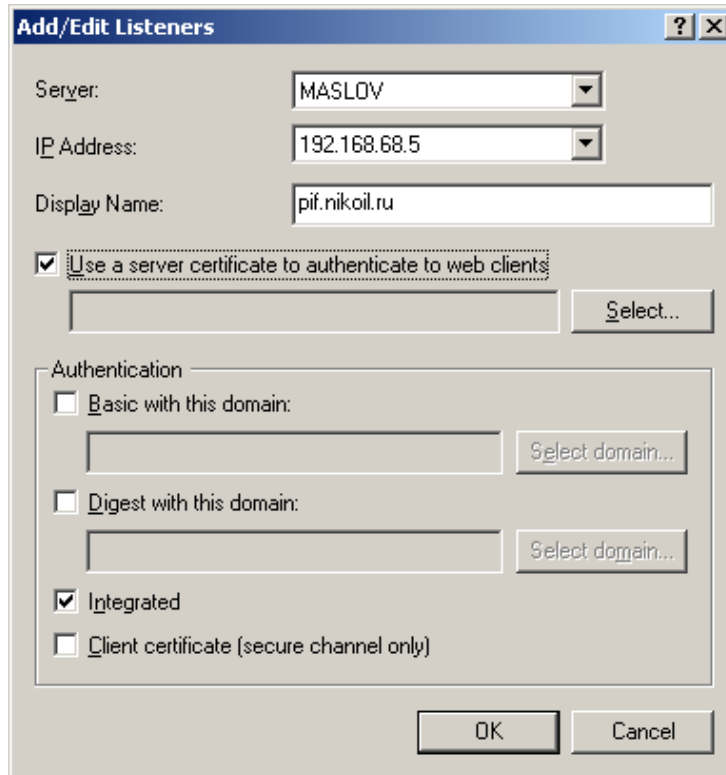 Add/Edit Listeners
Server: MASLOV
IP Address: 192.168.68.5
Display Name: pif.nikoil.ru
Use a server certificate to authenticate to web clients
Select...
Authentication
Basic with this domain:
Select domain...
Digest with this domain:
Select domain...
Integrated
Client certificate (secure channel only)
OK Cancel